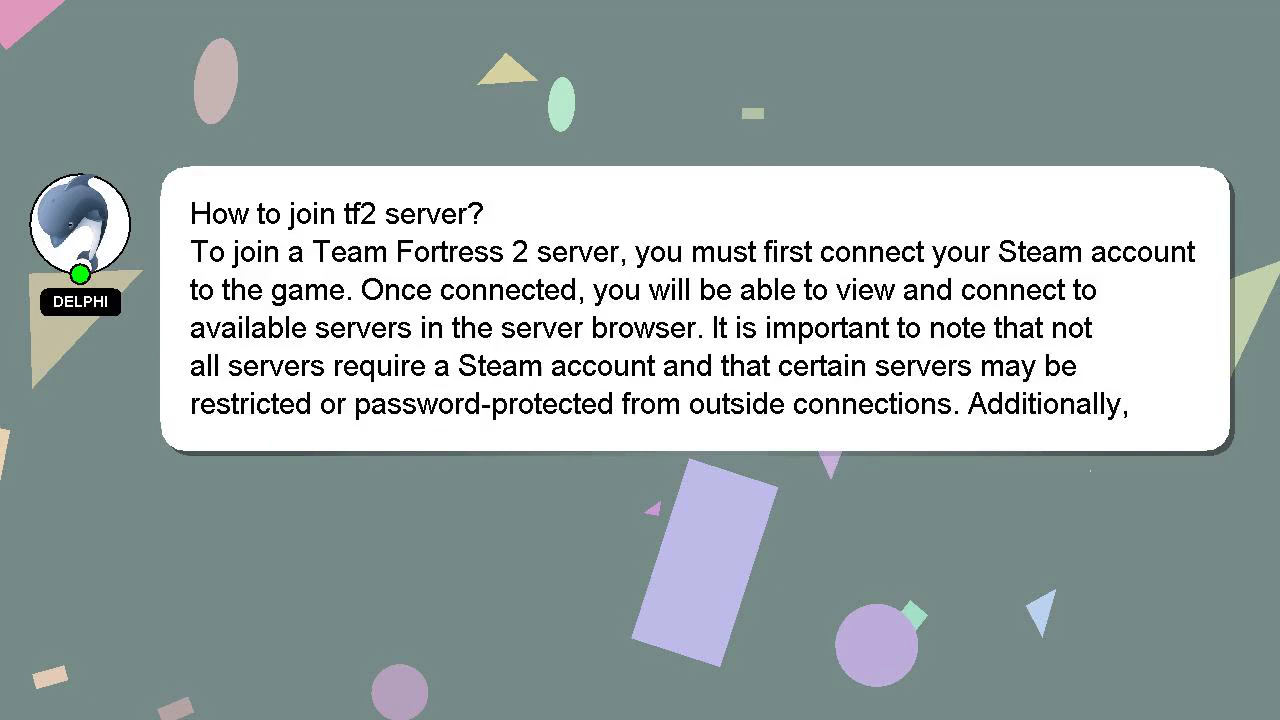 How to join tf2 server?
To join a Team Fortress 2 server, you must first connect your Steam account
to the game. Once connected, you will be able to view and connect to
available servers in the server browser. It is important to note that not
all servers require a Steam account and that certain servers may be
restricted or password-protected from outside connections. Additionally,
DELPHI